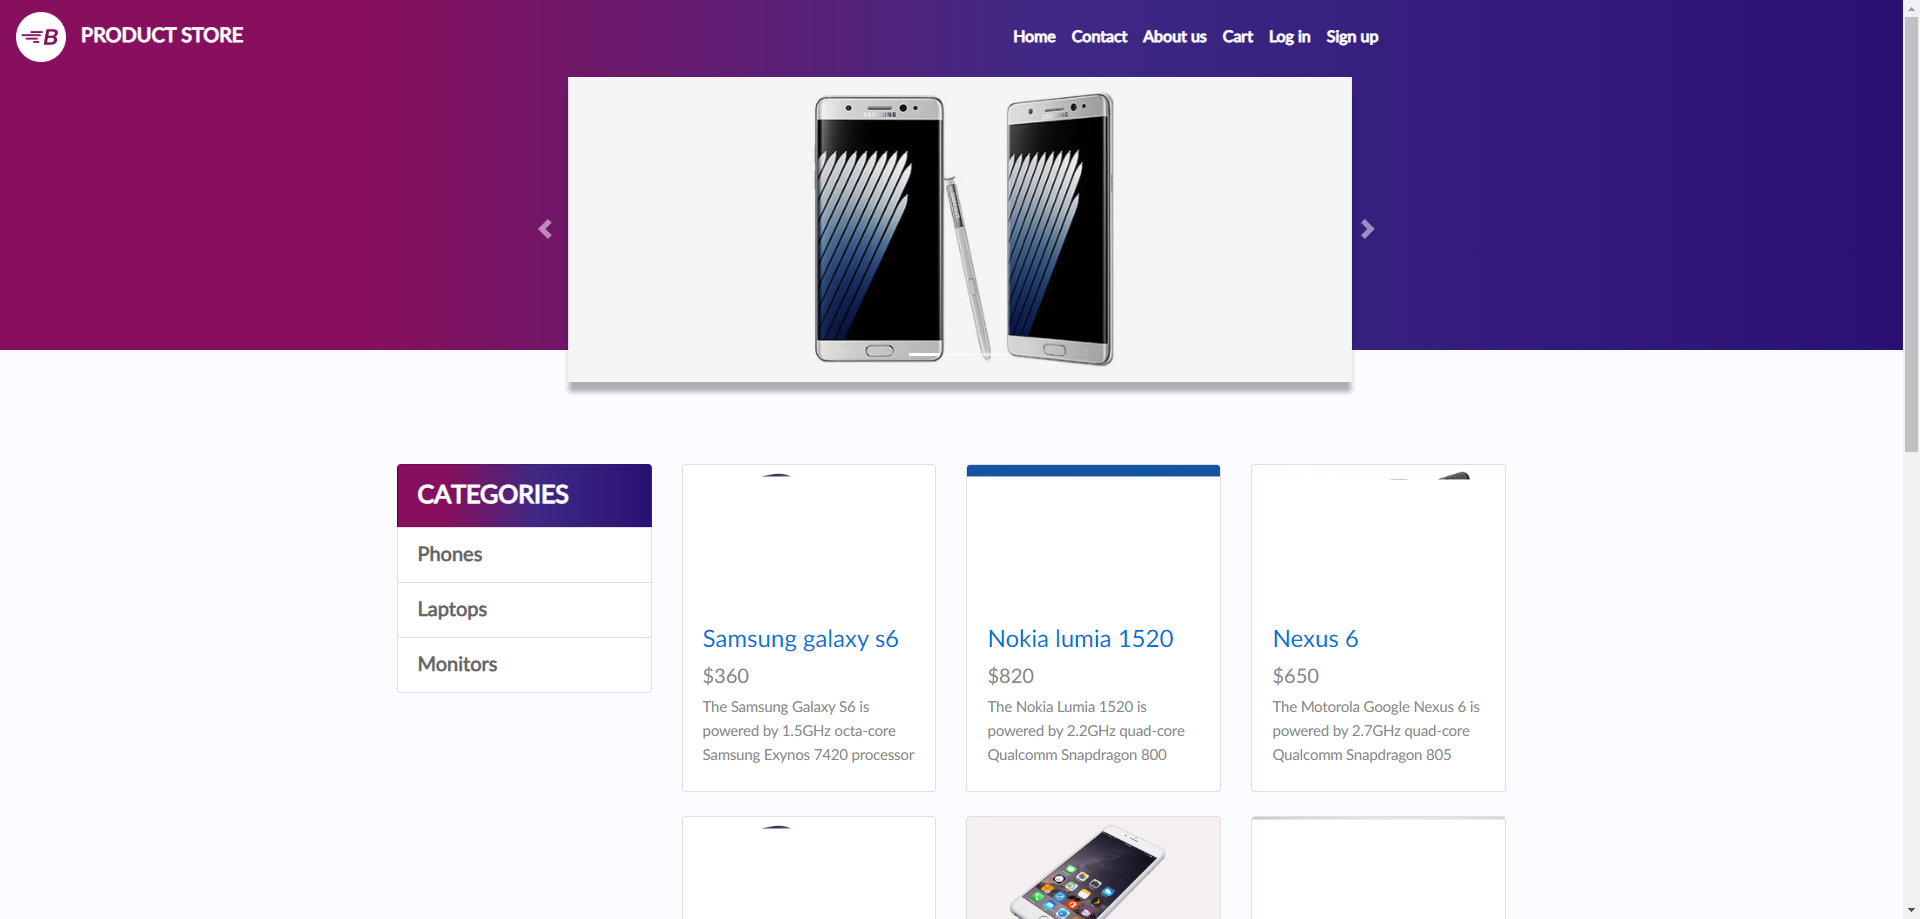 B PRODUCT STORE
Home Contact About us Cart Log in Sign up
SAMSUNG
CATEGORIES
Phones
Laptops
Monitors
Samsung galaxy s6
$360
The Samsung Galaxy S6 is
powered by 1.5GHz octa-core
Samsung Exynos 7420 processor
Nokia lumia 1520
$820
The Nokia Lumia 1520 is
powered by 2.2GHz quad-core
Qualcomm Snapdragon 800
Nexus 6
$650
The Motorola Google Nexus 6 is
powered by 2.7GHz quad-core
Qualcomm Snapdragon 805